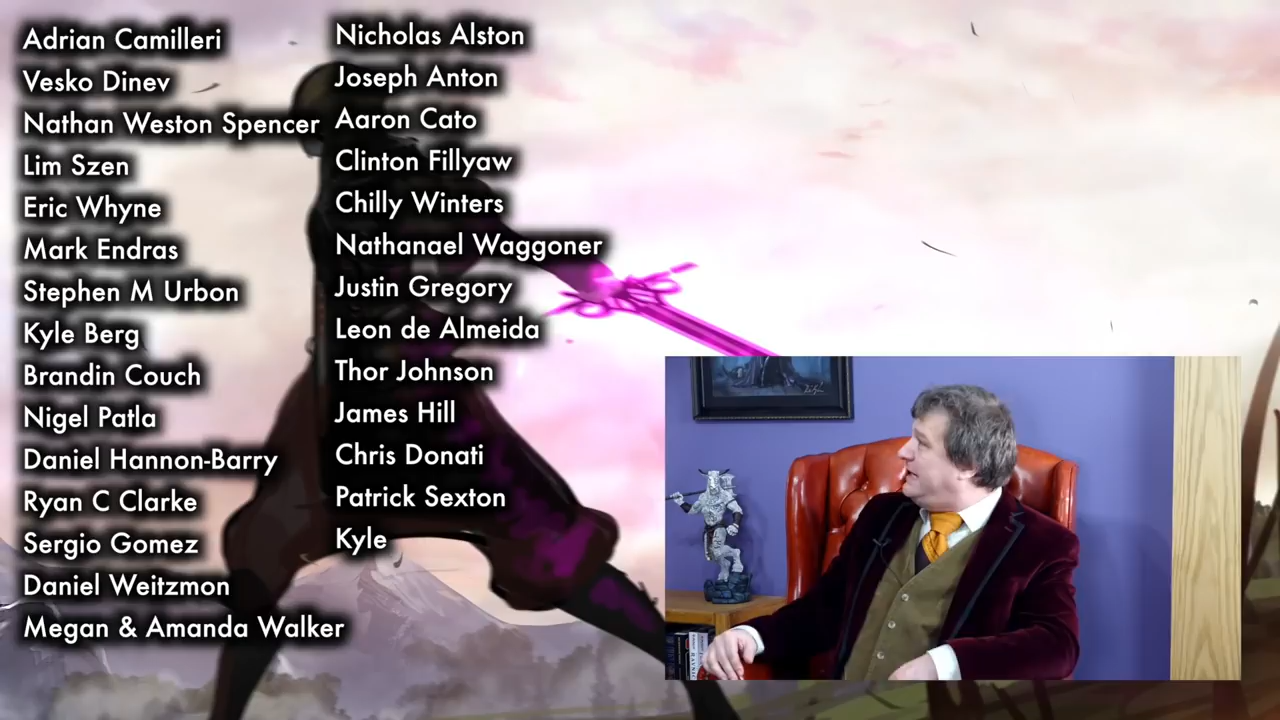 Adrian Camilleri
Vesko Dinev
Nathan Weston Spencer
Lim Szen
Eric Whyne
Mark Endras
Stephen M Urbon
Kyle Berg
Brandin Couch
Nigel Patla
Daniel Hannon-Barry
Ryan C Clarke
Sergio Gomez
Daniel Weitzmon
Megan & Amanda Walker
Nicholas Alston
Joseph Anton
Aaron Cato
Clinton Fillyaw
Chilly Winters
Nathanael Waggoner
Justin Gregory
Leon de Almeida
Thor Johnson
James Hill
Chris Donati
Patrick Sexton
Kyle